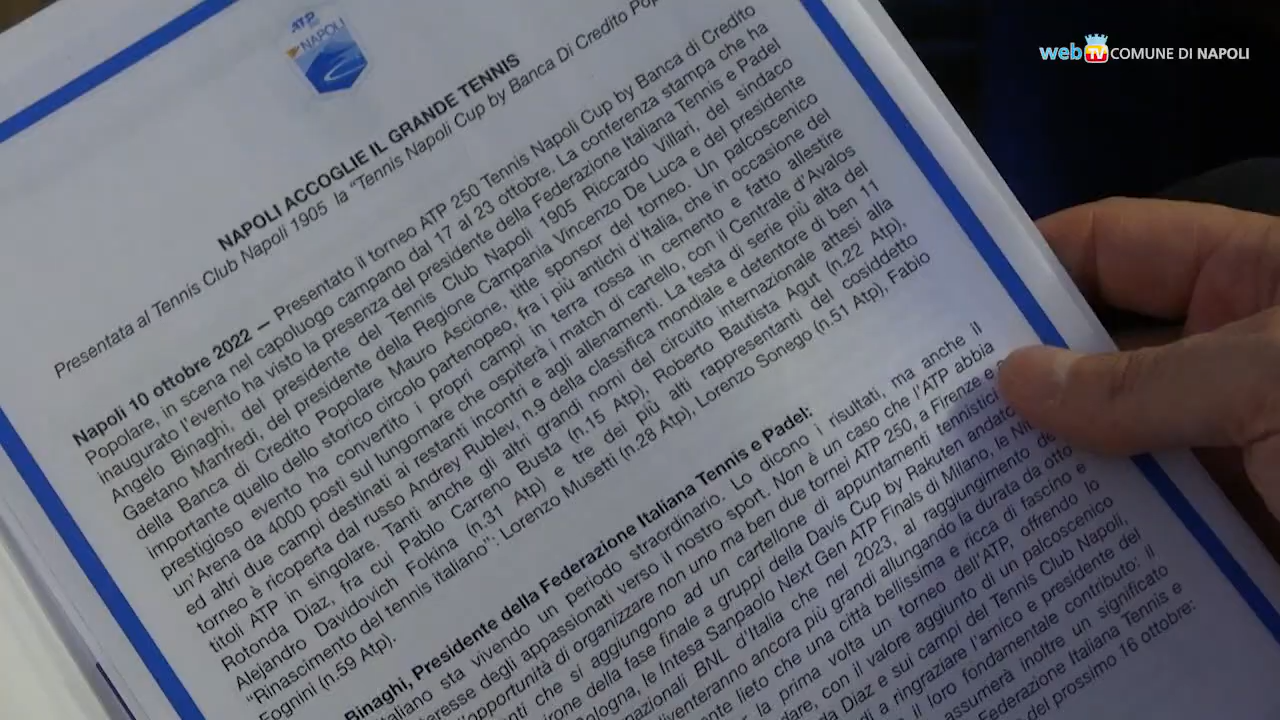 web TV COMUNE DI NAPOLI
ATP 250
NAPOLI
NAPOLI ACCOGLIE IL GRANDE TENNIS
Presentata al Tennis Club Napoli 1905 la "Tennis Napoli Cup by Banca Di Credito
Napoli 10 ottobre 2022 – Presentato il torneo ATP 250 Tennis Napoli Cup by Banca di Credito
Popolare, in scena nel capoluogo campano dal 17 al 23 ottobre. La conferenza stampa che ha
inaugurato l'evento ha visto la presenza del presidente della Federazione Italiana Tennis e Padel
Angelo Binaghi, del presidente del Tennis Club Napoli 1905 Riccardo Villari, del sindaco
Gaetano Manfredi, del presidente della Regione Campania Vincenzo De Luca e del presidente
della Banca di Credito Popolare Mauro Ascione, title sponsor del torneo. Un palcoscenico
importante quello dello storico circolo partenopeo, fra i più antichi d'Italia, che in occasione del
prestigioso evento ha convertito i propri campi in terra rossa in cemento e fatto allestire
un'Arena da 4000 posti sul lungomare che ospiterà i match di cartello, con il Centrale d'Avalos
ed altri due campi destinati ai restanti incontri e agli allenamenti. La testa di serie più alta del
torneo è ricoperta dal russo Andrey Rublev, n.9 della classifica mondiale e detentore di ben 11
titoli ATP in singolare. Tanti anche gli altri grandi nomi del circuito internazionale attesi alla
Rotonda Diaz, fra cui Pablo Carreno Busta (n.15 Atp), Roberto Bautista Agut (n.22 Atp),
Alejandro Davidovich Fokina (n.31 Atp) e tre dei più alti rappresentanti del cosiddetto
"Rinascimento del tennis italiano": Lorenzo Musetti (n.28 Atp), Lorenzo Sonego (n.51 Atp), Fabio
Fognini (n.59 Atp).
Binaghi, Presidente della Federazione Italiana Tennis e Padel:
italiano sta vivendo un periodo straordinario. Lo dicono i risultati, ma anche il
degli appassionati verso il nostro sport. Non è un caso che l'ATP abbia
l'opportunità di organizzare non uno ma ben due tornei ATP 250, a Firenze e a
che si aggiungono ad un cartellone di appuntamenti tennistici
della fase finale a gruppi della Davis Cup by Rakuten andato
Bologna, le Intesa Sanpaolo Next Gen ATP Finals di Milano, le
BNL d'Italia che nel 2023, al raggiungimento
diventeranno ancora più grandi allungando la durata da otto
lieto che una città bellissima e ricca di fascino e
la prima volta un torneo dell'ATP, offrendo lo
con il valore aggiunto di un palcoscenico
Diaz e sui campi del Tennis Club Napoli,
a ringraziare l'amico e presidente del
il loro fondamentale contributo: il
assumerà inoltre un significato
Federazione Italiana Tennis e
del prossimo 16 ottobre: